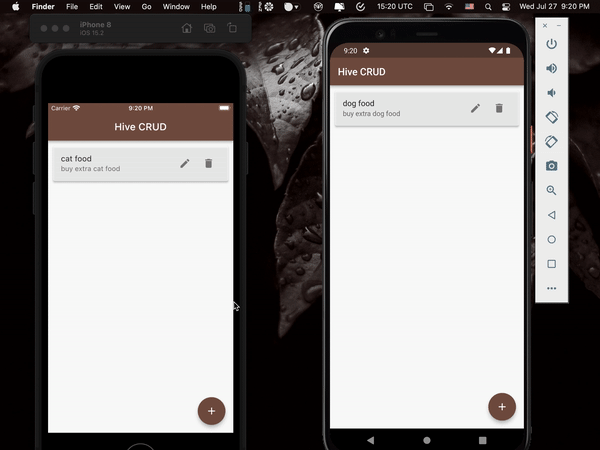 Finder File Edit View Go Window Help
15:20 UTC
Wed Jul 27 9:20 PM
iPhone 8
iOS 15.2
Carrier
9:20 PM
Hive CRUD
cat food
buy extra cat food
9:20
Hive CRUD
dog food
buy extra dog food